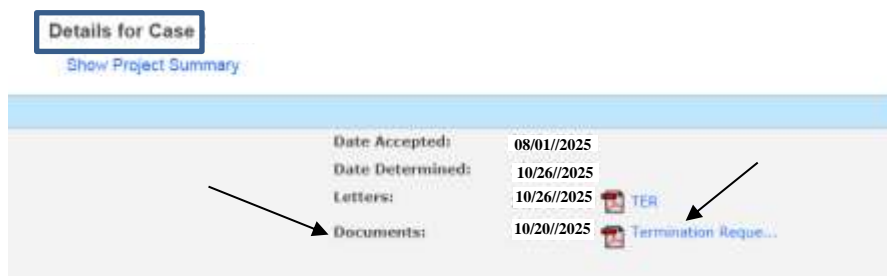 Details for Case
Show Project Summary
Date Accepted: 08/01//2025
Date Determined: 10/26//2025
Letters: 10/26//2025 TER
Documents: 10/20//2025 Termination Reque...